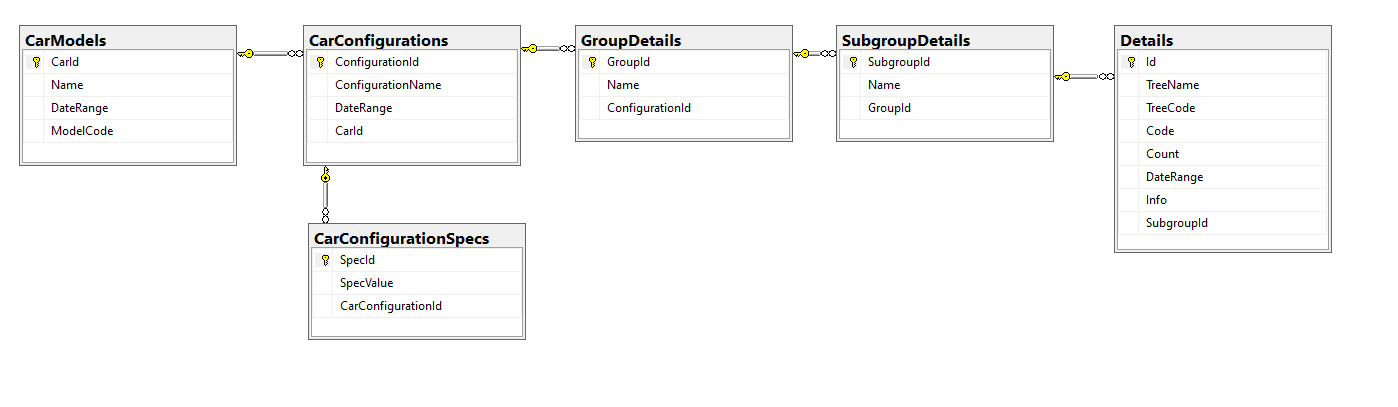 CarModels
CarId
Name
DateRange
ModelCode
CarConfigurations
ConfigurationId
ConfigurationName
DateRange
CarId
GroupDetails
GroupId
Name
ConfigurationId
SubgroupDetails
SubgroupId
Name
GroupId
Details
Id
TreeName
TreeCode
Code
Count
DateRange
Info
SubgroupId
CarConfigurationSpecs
SpecId
SpecValue
CarConfigurationId